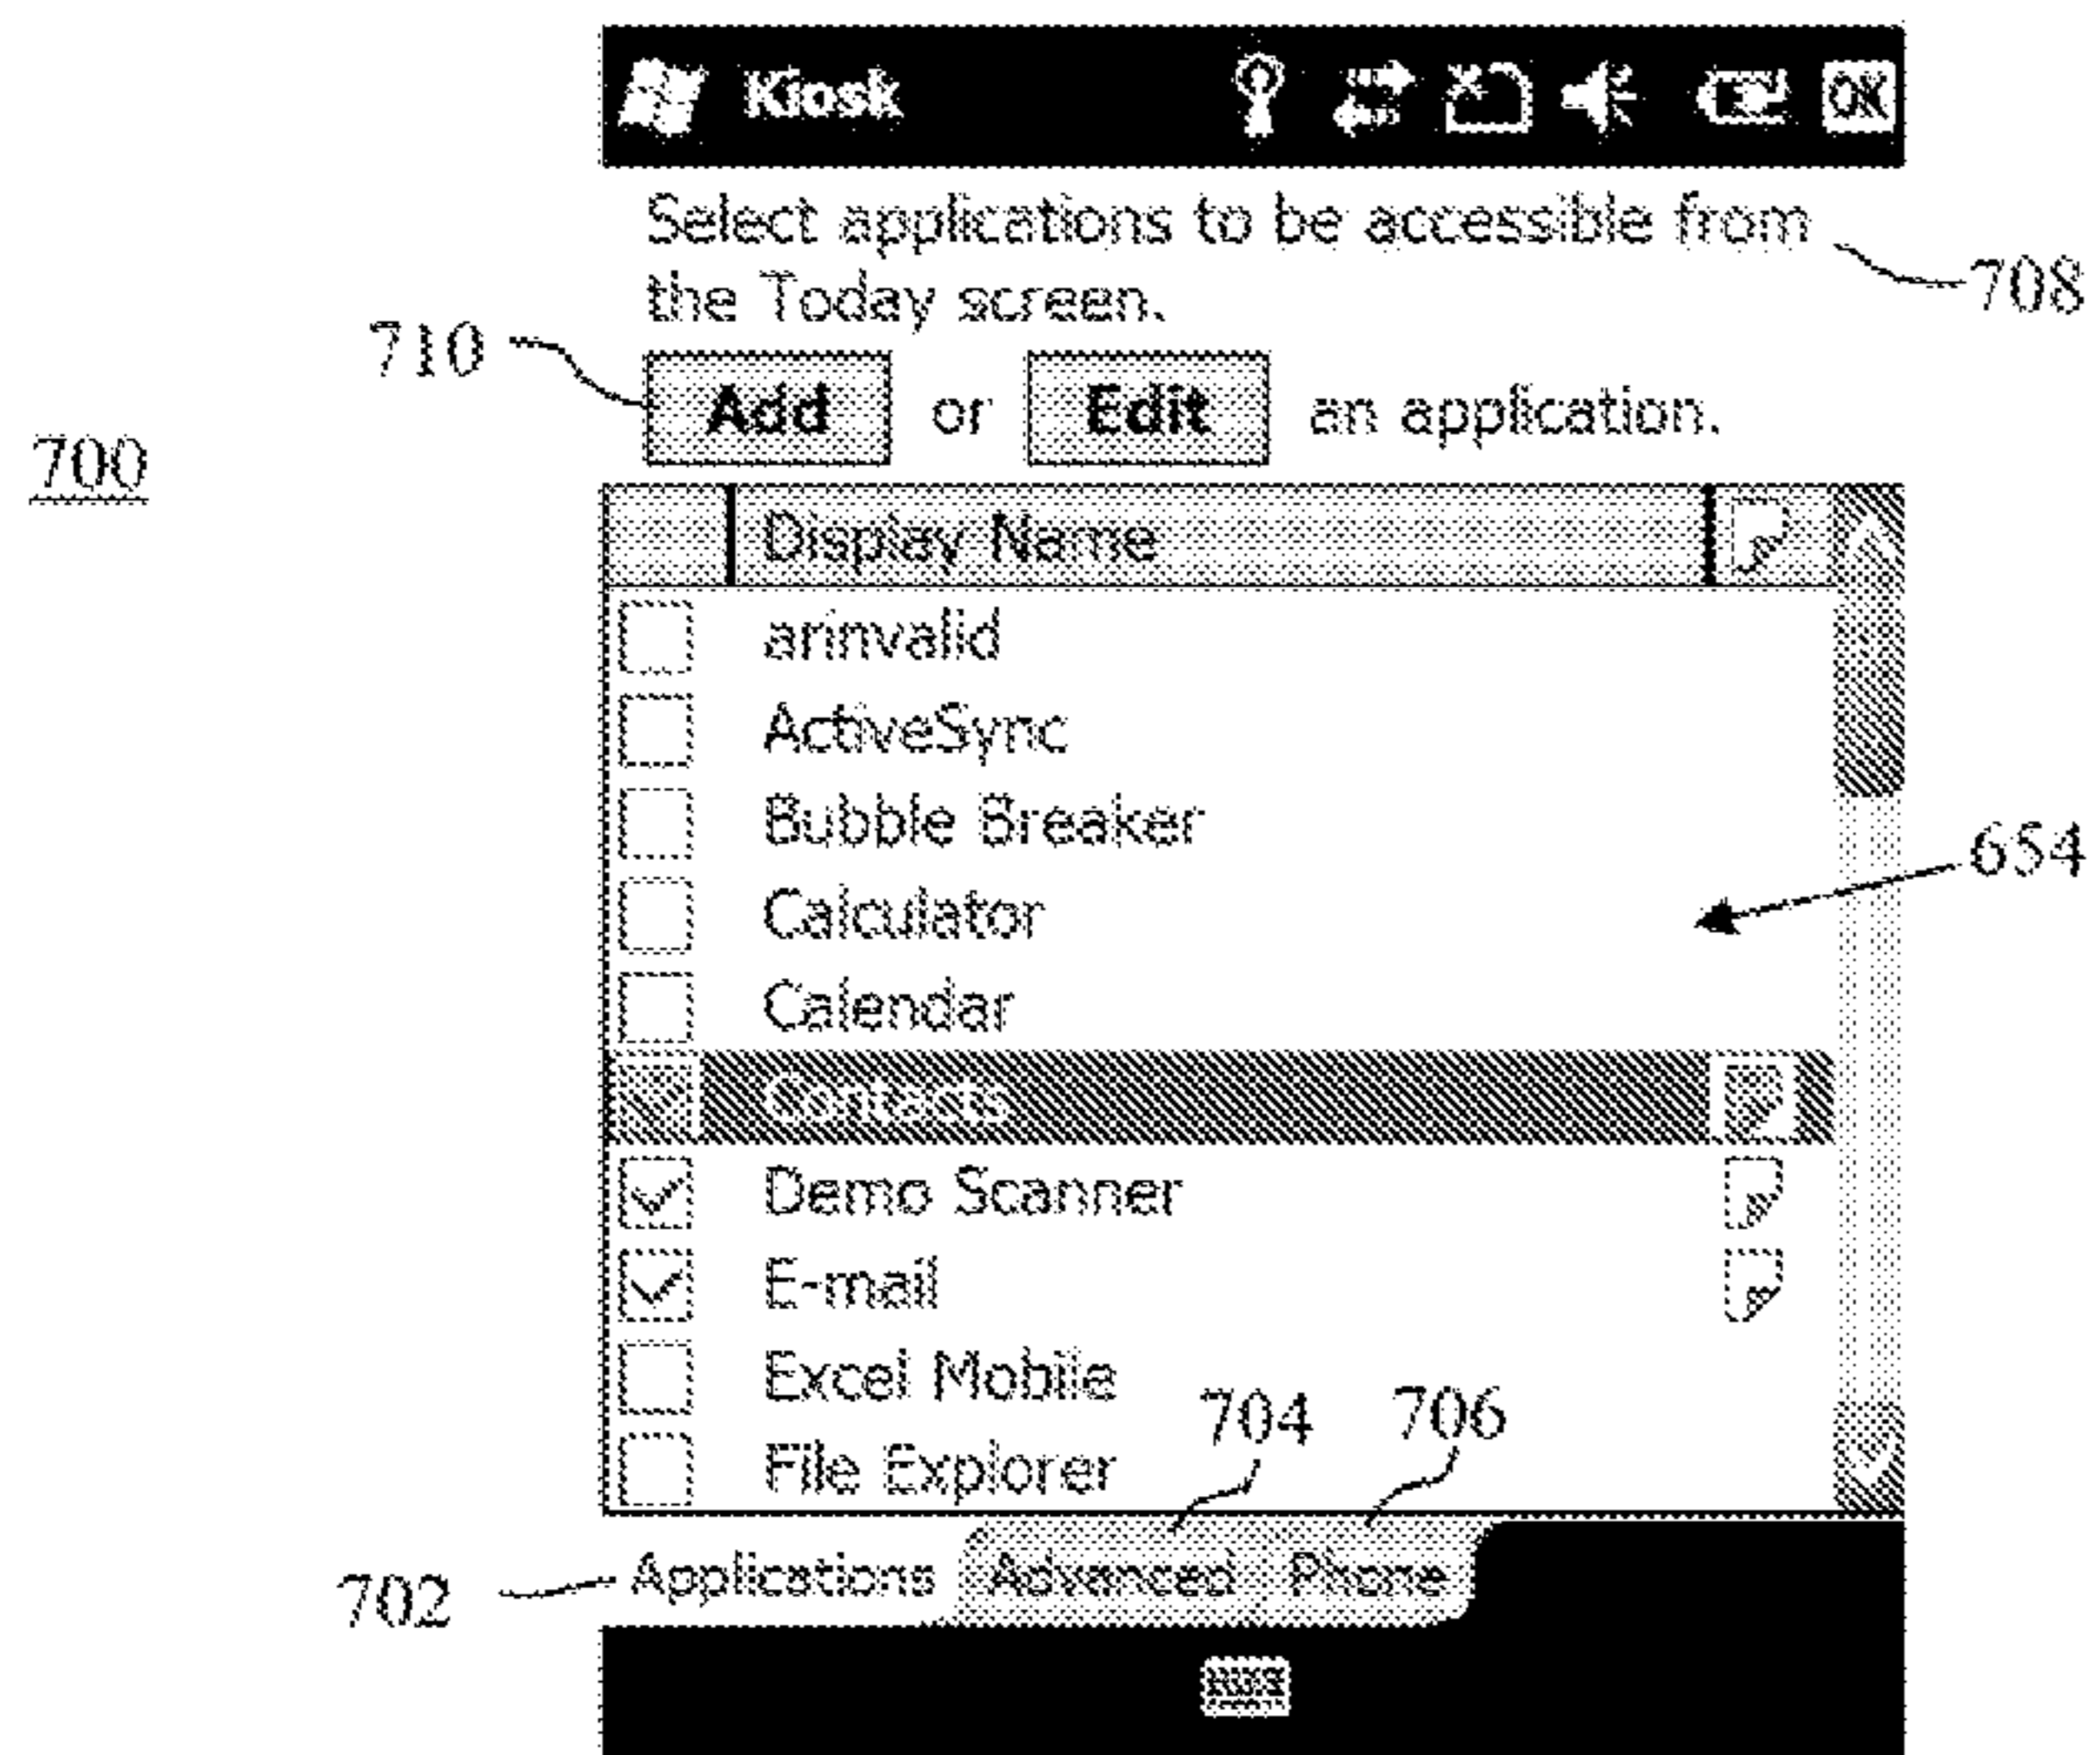 Kiosk OK
Select applications to be accessible from
the Today screen.
708
710
Add or Edit an application.
700
Display Name
arinvalid
ActiveSync
Bubble Breaker
654
Calculator
Calendar
Contacts
Demo Scanner
E-mail
Excel Mobile
704 706
File Explorer
702
Applications Advanced Phone